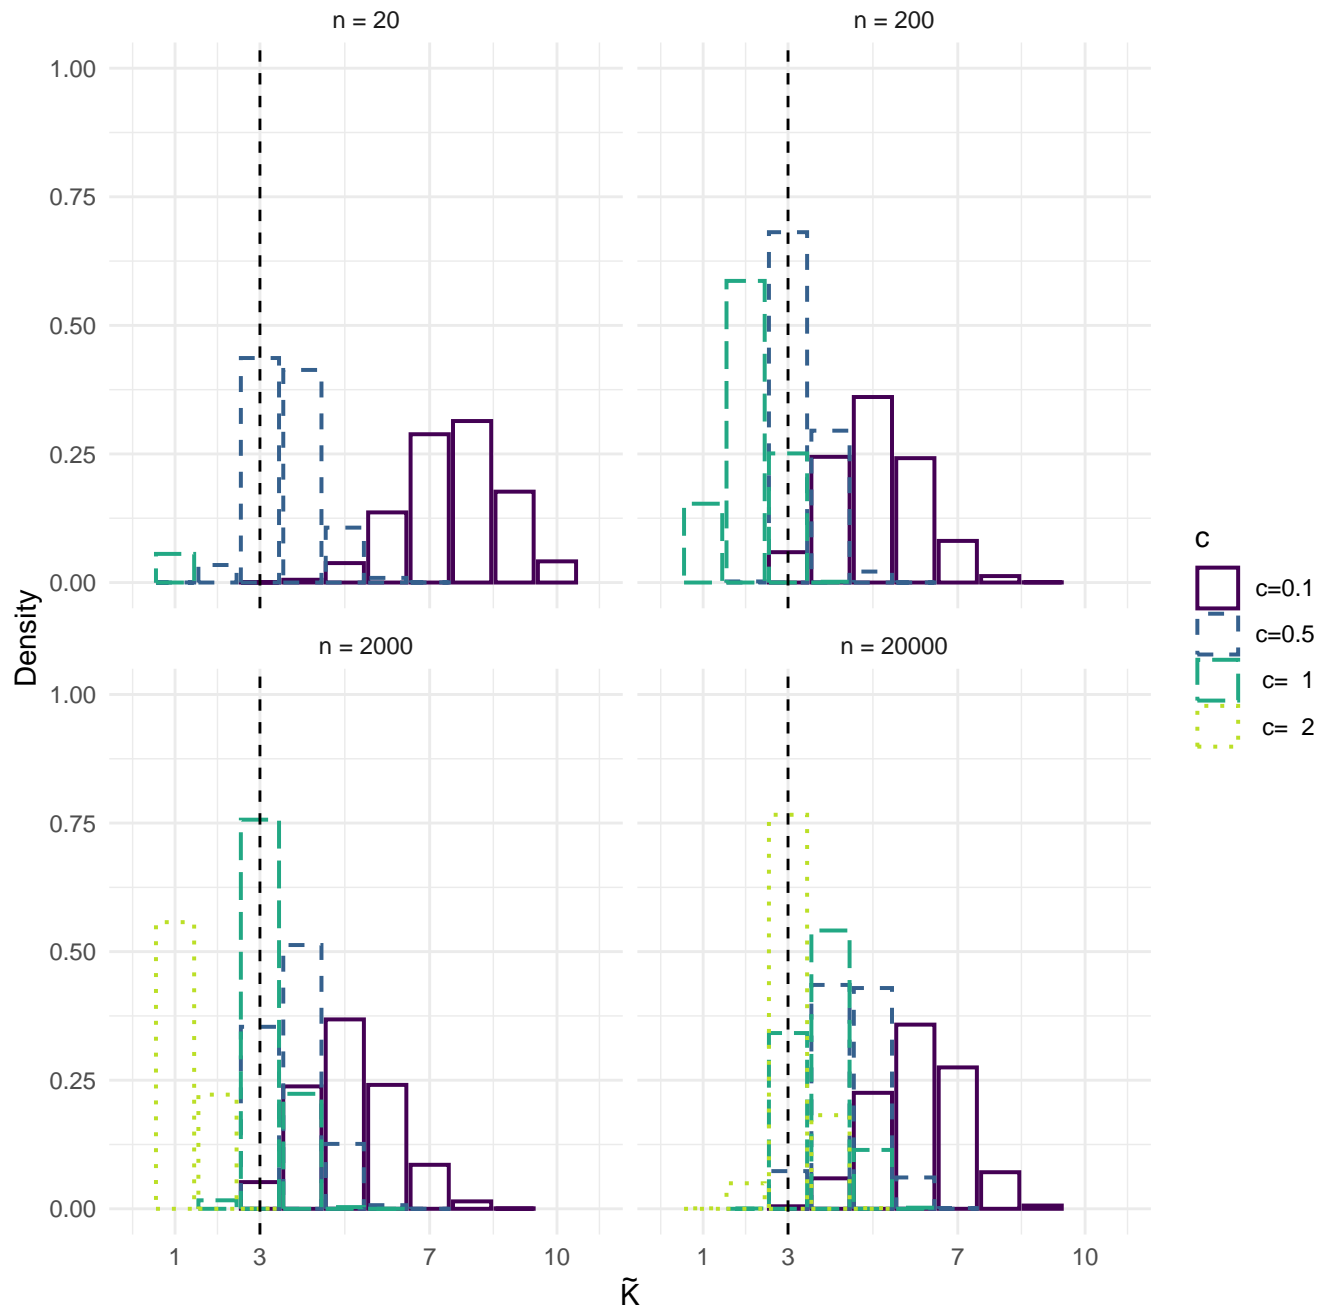 n = 20
n = 200
1.00
0.75
0.50
0.25
0.00
n = 2000
n = 20000
1.00
0.75
0.50
0.25
0.00
1 3 7 10
1 3 7 10
K̃
Density
c
c=0.1
c=0.5
c= 1
c= 2